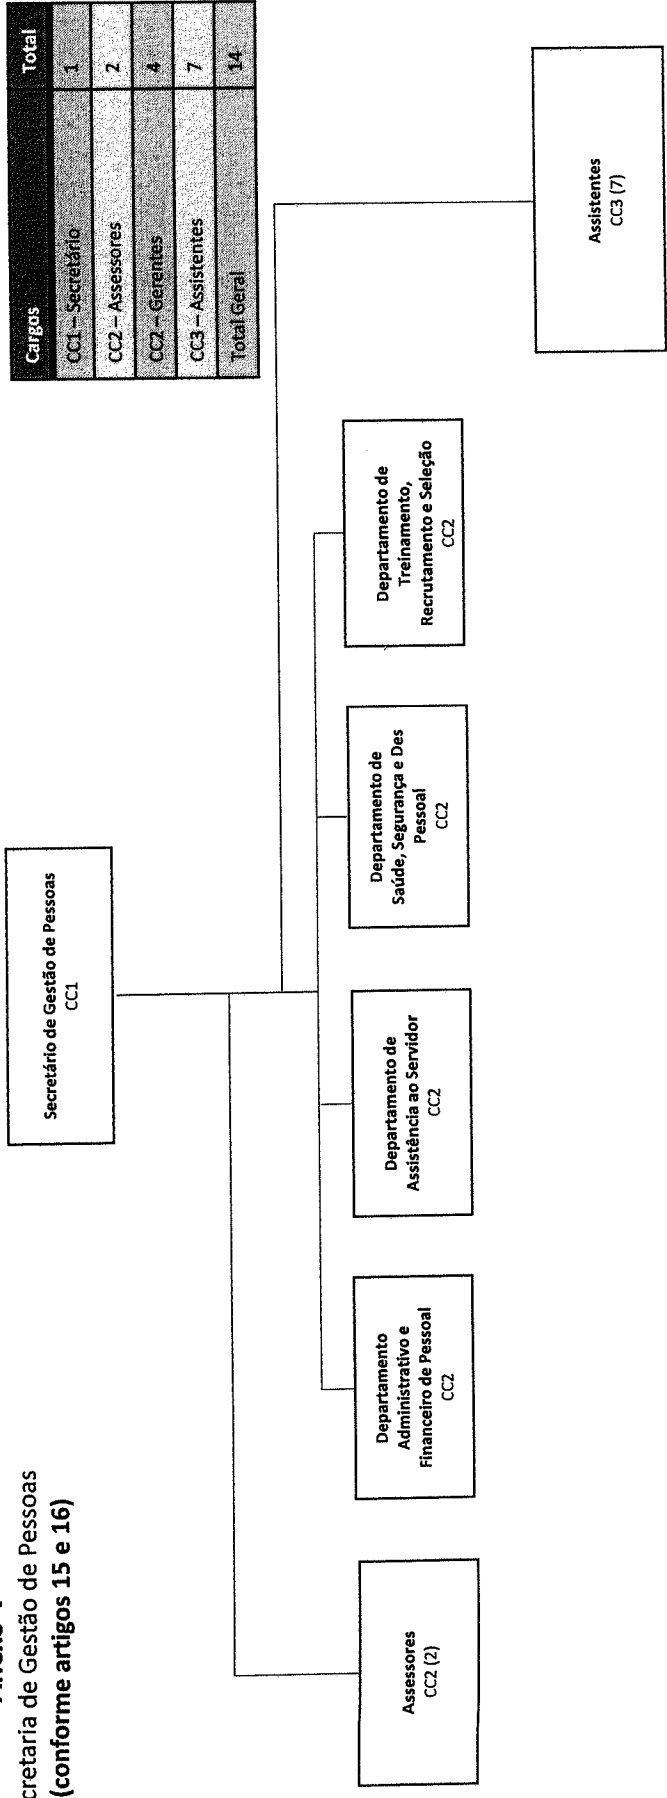 cretaria de Gestão de Pessoas
(conforme artigos 15 e 16)
Cargos Total
CC1 – Secretário 1
CC2 – Assessores 2
CC2 – Gerentes 4
CC3 – Assistentes 7
Total Geral 14
Secretário de Gestão de Pessoas
CC1
Assessores
CC2 (2)
Departamento
Administrativo e
Financeiro de Pessoal
CC2
Departamento de
Assistência ao Servidor
CC2
Departamento de
Saúde, Segurança e Des
Pessoal
CC2
Departamento de
Treinamento,
Recrutamento e Seleção
CC2
Assistentes
CC3 (7)